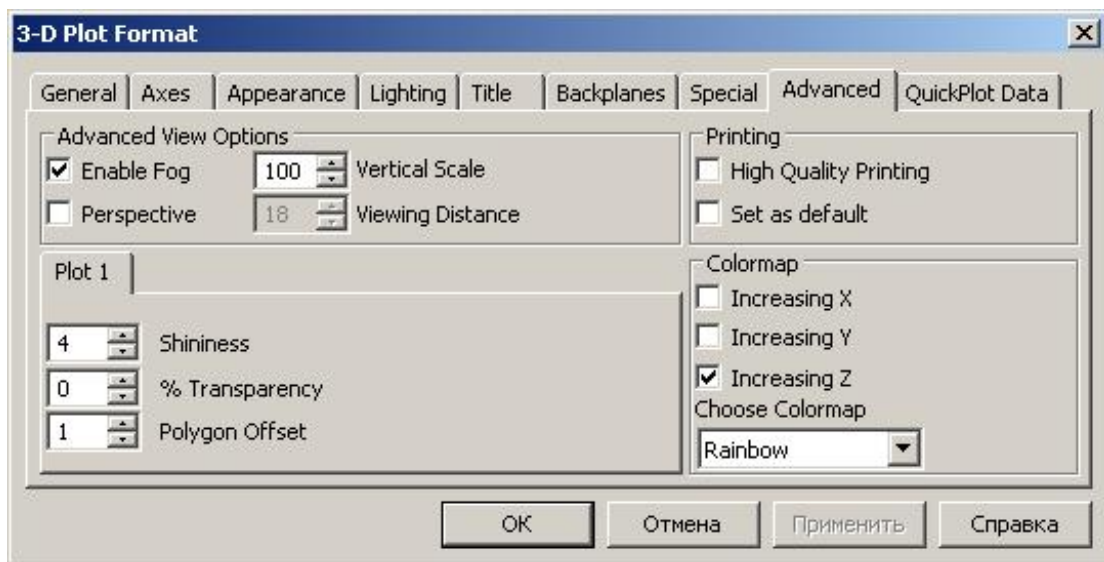 3-D Plot Format
General Axes Appearance Lighting Title Backplanes Special Advanced QuickPlot Data
Advanced View Options
Enable Fog 100 Vertical Scale
Perspective 18 Viewing Distance
Printing
High Quality Printing
Set as default
Plot 1
4 Shininess
0 % Transparency
1 Polygon Offset
Colormap
Increasing X
Increasing Y
Increasing Z
Choose Colormap
Rainbow
ОК Отмена Применить Справка